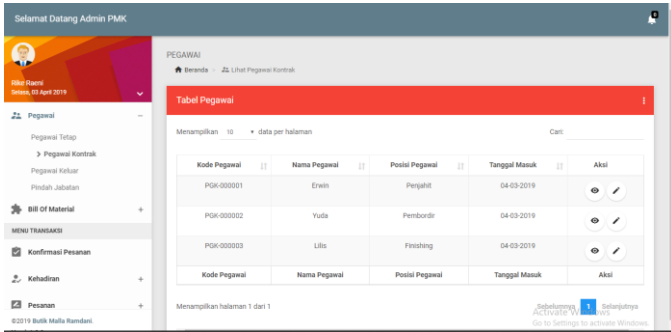 Selamat Datang Admin PMK
Rike Raeni
Selasa, 03 April 2019
Pegawai
Pegawai Tetap
Pegawai Kontrak
Pegawai Keluar
Pindah Jabatan
Bill Of Material
MENU TRANSAKSI
Konfirmasi Pesanan
Kehadiran
Pesanan
©2019 Butik Malla Ramdani.
PEGAWAI
Beranda
Lihat Pegawai Kontrak
Tabel Pegawai
Menampilkan 10 data per halaman
Cari:
Kode Pegawai Nama Pegawai Posisi Pegawai Tanggal Masuk Aksi
PGK-000001 Erwin Penjahit 04-03-2019
PGK-000002 Yuda Pembordir 04-03-2019
PGK-000003 Lilis Finishing 04-03-2019
Kode Pegawai Nama Pegawai Posisi Pegawai Tanggal Masuk Aksi
Menampilkan halaman 1 dari 1
Sebelumnya 1 Selanjutnya
Activate Windows
Go to Settings to activate Windows.